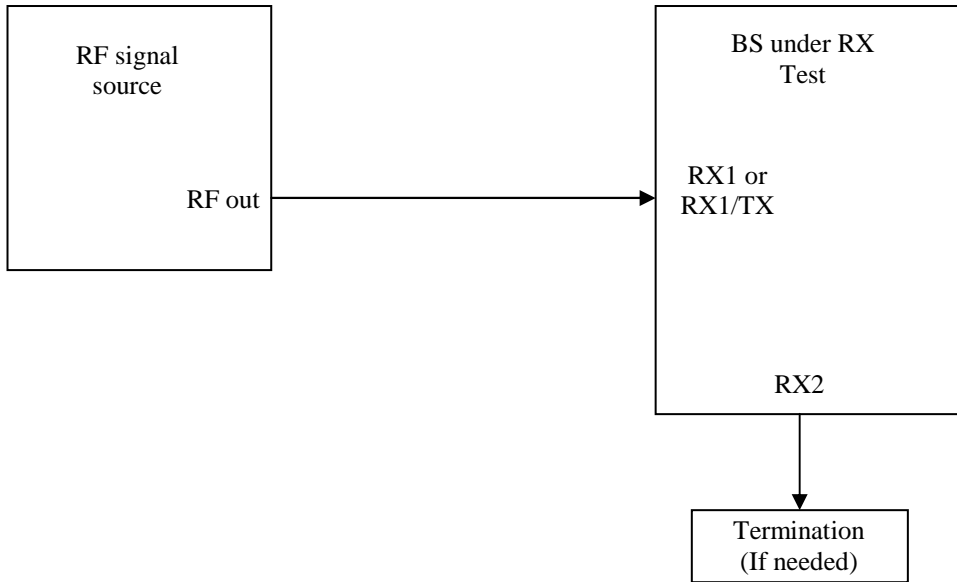 RF signal
source
RF out
BS under RX
Test
RX1 or
RX1/TX
RX2
Termination
(If needed)